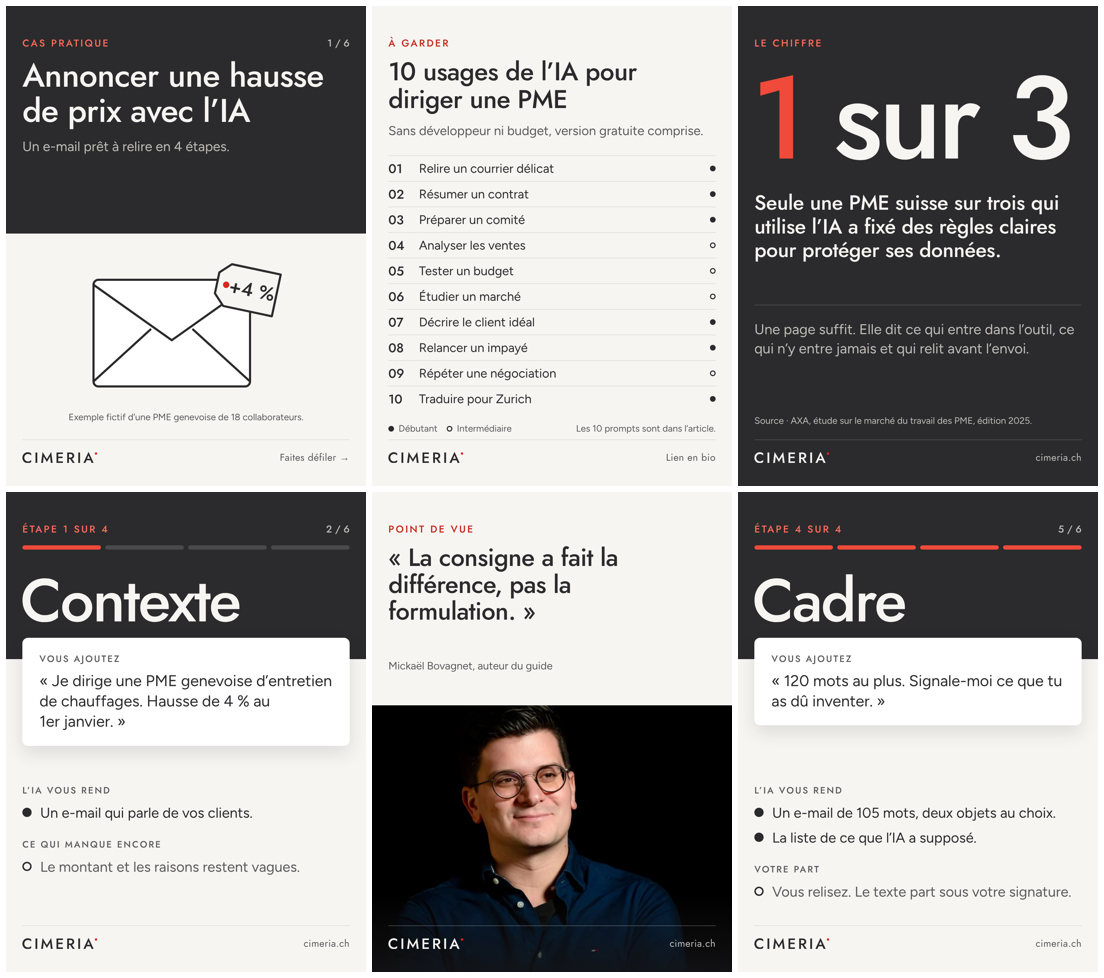 CAS PRATIQUE
1 / 6
Annoncer une hausse
de prix avec l’IA
Un e-mail prêt à relire en 4 étapes.
+4 %
Exemple fictif d'une PME genevoise de 18 collaborateurs.
CIMERIA
Faites défiler →
À GARDER
10 usages de l’IA pour
diriger une PME
Sans développeur ni budget, version gratuite comprise.
01 Relire un courrier délicat
02 Résumer un contrat
03 Préparer un comité
04 Analyser les ventes
05 Tester un budget
06 Étudier un marché
07 Décrire le client idéal
08 Relancer un impayé
09 Répéter une négociation
10 Traduire pour Zurich
Débutant
Intermédiaire
Les 10 prompts sont dans l’article.
CIMERIA
Lien en bio
LE CHIFFRE
1 sur 3
Seule une PME suisse sur trois qui
utilise l’IA a fixé des règles claires
pour protéger ses données.
Une page suffit. Elle dit ce qui entre dans l’outil, ce
qui n’y entre jamais et qui relit avant l’envoi.
Source · AXA, étude sur le marché du travail des PME, édition 2025.
CIMERIA
cimeria.ch
ÉTAPE 1 SUR 4
2 / 6
Contexte
VOUS AJOUTEZ
« Je dirige une PME genevoise d’entretien
de chauffages. Hausse de 4 % au
1er janvier. »
L’IA VOUS REND
Un e-mail qui parle de vos clients.
CE QUI MANQUE ENCORE
Le montant et les raisons restent vagues.
CIMERIA
cimeria.ch
POINT DE VUE
« La consigne a fait la
différence, pas la
formulation. »
Mickaël Bovagnet, auteur du guide
CIMERIA
cimeria.ch
ÉTAPE 4 SUR 4
5 / 6
Cadre
VOUS AJOUTEZ
« 120 mots au plus. Signale-moi ce que tu
as dû inventer. »
L’IA VOUS REND
Un e-mail de 105 mots, deux objets au choix.
La liste de ce que l’IA a supposé.
VOTRE PART
Vous relisez. Le texte part sous votre signature.
CIMERIA
cimeria.ch